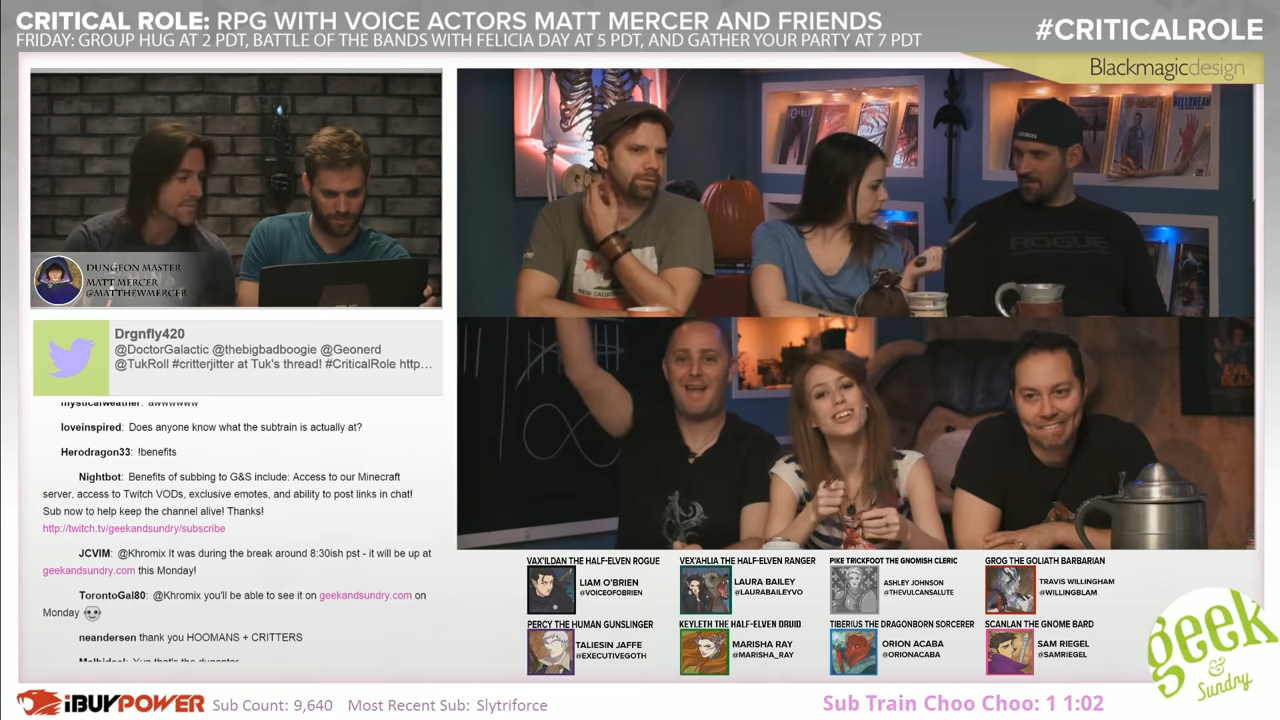 CRITICAL ROLE: RPG WITH VOICE ACTORS MATT MERCER AND FRIENDS
FRIDAY: GROUP HUG AT 2 PDT, BATTLE OF THE BANDS WITH FELICIA DAY AT 5 PDT, AND GATHER YOUR PARTY AT 7 PDT
#CRITICALROLE
Blackmagicdesign
DUNGEON MASTER
MATT MERCER
@MATTHEWMERCER
ROGUE
NEW CALIF
Drgnfly420
@DoctorGalactic @thebigbadboogie @Geonerd
@TukRoll #critterjitter at Tuk's thread! #CriticalRole http…
mysticalweather: awwwwww
loveinspired: Does anyone know what the subtrain is actually at?
Herodragon33: !benefits
Nightbot: Benefits of subbing to G&S include: Access to our Minecraft
server, access to Twitch VODs, exclusive emotes, and ability to post links in chat!
Sub now to help keep the channel alive! Thanks!
http://twitch.tv/geekandsundry/subscribe
JCVIM: @Khromix It was during the break around 8:30ish pst - it will be up at
geekandsundry.com this Monday!
TorontoGal80: @Khromix you'll be able to see it on geekandsundry.com on
Monday
neandersen thank you HOOMANS + CRITTERS
VAX'ILDAN THE HALF-ELVEN ROGUE
LIAM O'BRIEN
@VOICEOFOBRIEN
VEX'AHLIA THE HALF-ELVEN RANGER
LAURA BAILEY
@LAURABAILEYVO
PIKE TRICKFOOT THE GNOMISH CLERIC
ASHLEY JOHNSON
@THEVULCANSALUTE
GROG THE GOLIATH BARBARIAN
TRAVIS WILLINGHAM
@WILLINGBLAM
PERCY THE HUMAN GUNSLINGER
TALIESIN JAFFE
@EXECUTIVEGOTH
KEYLETH THE HALF-ELVEN DRUID
MARISHA RAY
@MARISHA_RAY
TIBERIUS THE DRAGONBORN SORCERER
ORION ACABA
@ORIONACABA
SCANLAN THE GNOME BARD
SAM RIEGEL
@SAMRIEGEL
geek
&
Sundry
iBUYPOWER
Sub Count: 9,640 Most Recent Sub: Slytriforce
Sub Train Choo Choo: 1 1:02